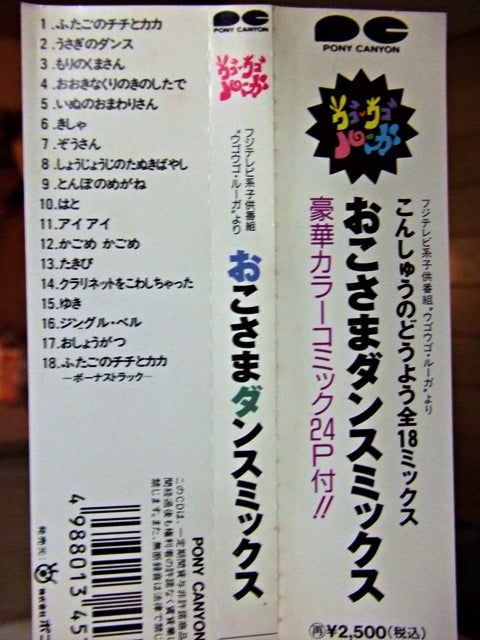 1.ふたごのチチとカカ
2.うさぎのダンス
3.もりのくまさん
4.おおきなくりのきのしたで
5.いぬのおまわりさん
6.きしゃ
7.ぞうさん
8.しょうじょうじのたぬきばやし
9.とんぼのめがね
10.はと
11.アイ アイ
12.かごめ かごめ
13.たきび
14.クラリネットをこわしちゃった
15.ゆき
16.ジングル・ベル
17.おしょうがつ
18.ふたごのチチとカカ
―ボーナストラック―
4988013 45
発売元:
株式会社 ポニ
PONY CANYON
ウゴウゴルーガ
フジテレビ系子供番組
"ウゴウゴ・ルーガ"より
おこさまダンスミックス
PONY CANYON
PONY CANYON
ウゴウゴルーガ
フジテレビ系子供番組"ウゴウゴ・ルーガ"より
こんしゅうのどうよう全18ミックス
おこさまダンスミックス
豪華カラーコミック24P付!!
再¥2,500(税込)